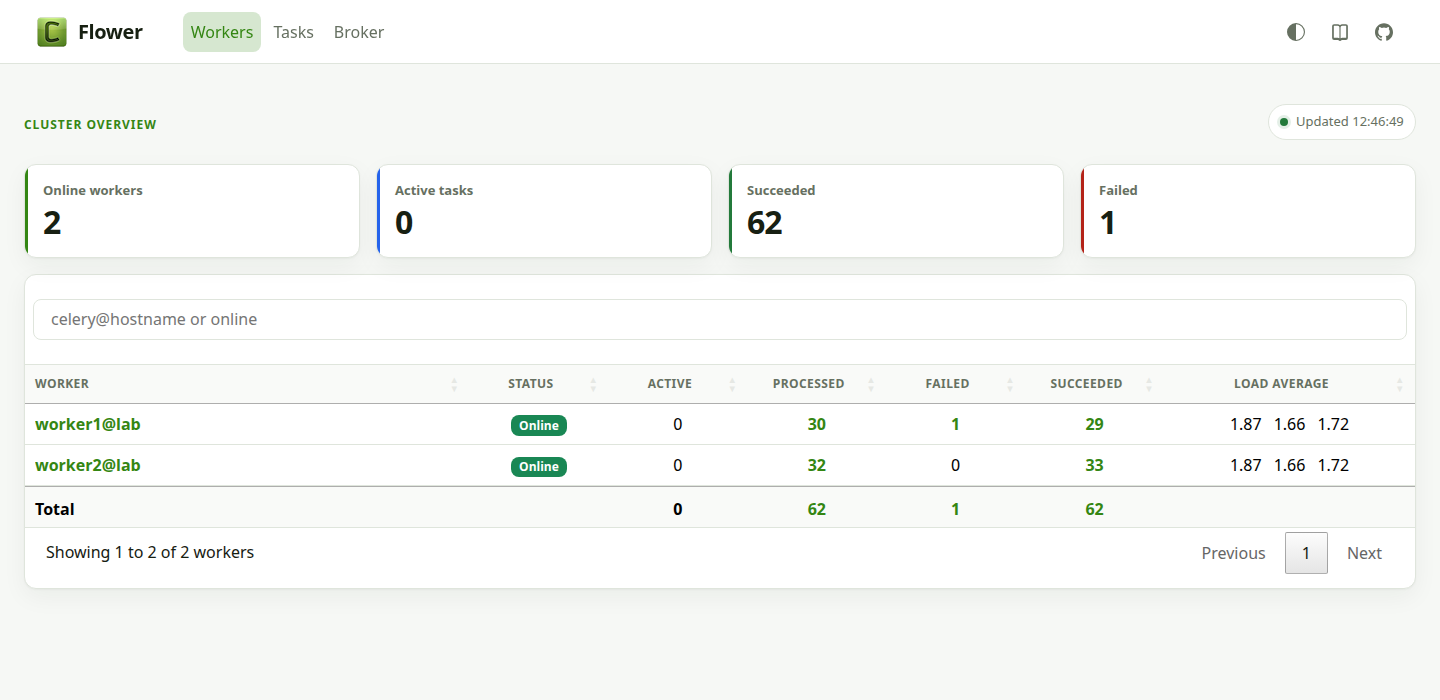 Flower Workers Tasks Broker
CLUSTER OVERVIEW
Updated 12:46:49
Online workers
2
Active tasks
0
Succeeded
62
Failed
1
celery@hostname or online
WORKER STATUS ACTIVE PROCESSED FAILED SUCCEEDED LOAD AVERAGE
worker1@lab Online 0 30 1 29 1.87 1.66 1.72
worker2@lab Online 0 32 0 33 1.87 1.66 1.72
Total 0 62 1 62
Showing 1 to 2 of 2 workers
Previous 1 Next